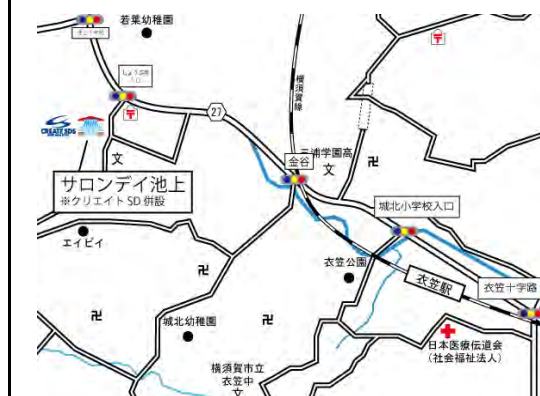 若葉幼稚園
横須賀線
27
CREATE SDS
文
三浦学園高
文
金谷
サロンデイ池上
※クリエイト SD 併設
城北小学校入口
エイビイ
衣笠公園
衣笠駅
衣笠十字路
城北幼稚園
日本医療伝道会
(社会福祉法人)
横須賀市立
衣笠中
文